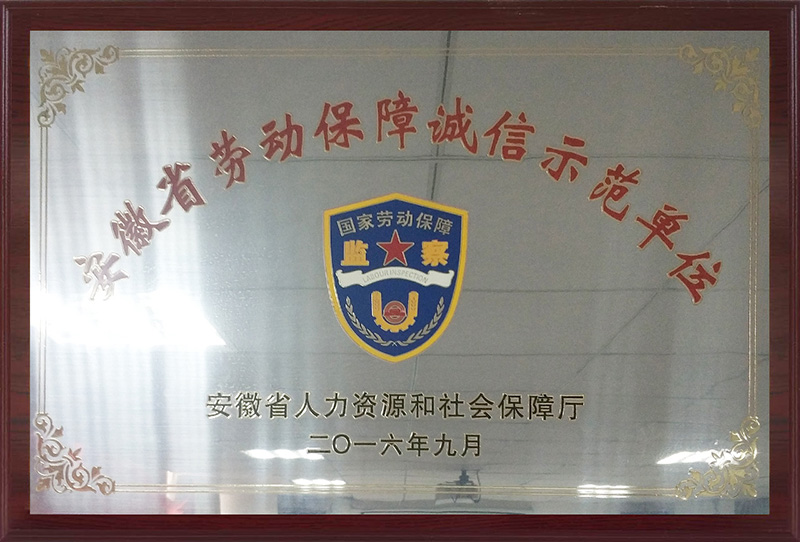 安徽省劳动保障诚信示范单位
国家劳动保障
监察
LABOUR INSPECTION
安徽省人力资源和社会保障厅
二〇一六年九月